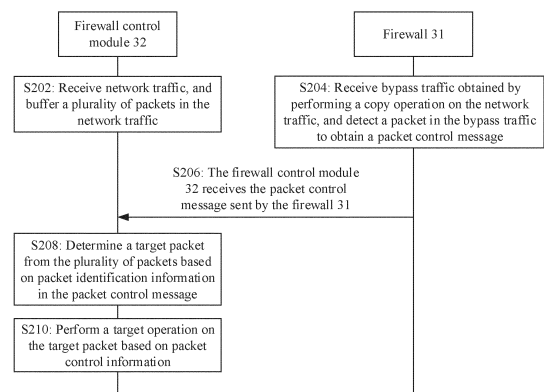 Firewall control
module 32
Firewall 31
S202: Receive network traffic, and
buffer a plurality of packets in the
network traffic
S204: Receive bypass traffic obtained by
performing a copy operation on the network
traffic, and detect a packet in the bypass traffic
to obtain a packet control message
S206: The firewall control module
32 receives the packet control
message sent by the firewall 31
S208: Determine a target packet
from the plurality of packets based
on packet identification information
in the packet control message
S210: Perform a target operation on
the target packet based on packet
control information